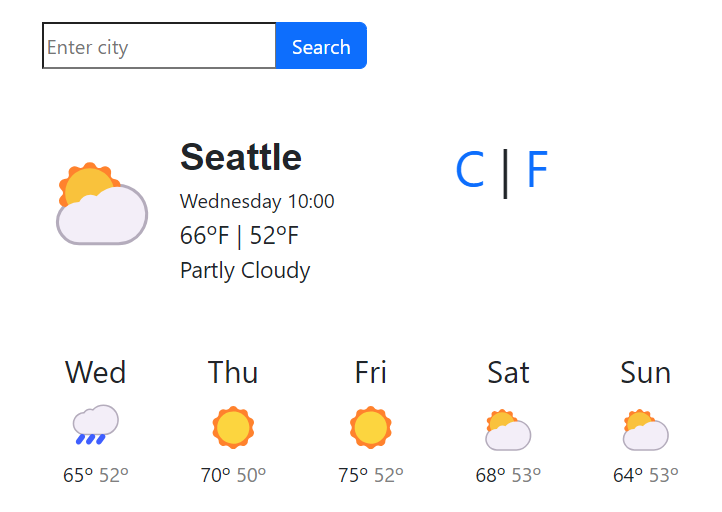 Enter city Search
Seattle
C | F
Wednesday 10:00
66ºF | 52ºF
Partly Cloudy
Wed Thu Fri Sat Sun
65º 52º 70º 50º 75º 52º 68º 53º 64º 53º